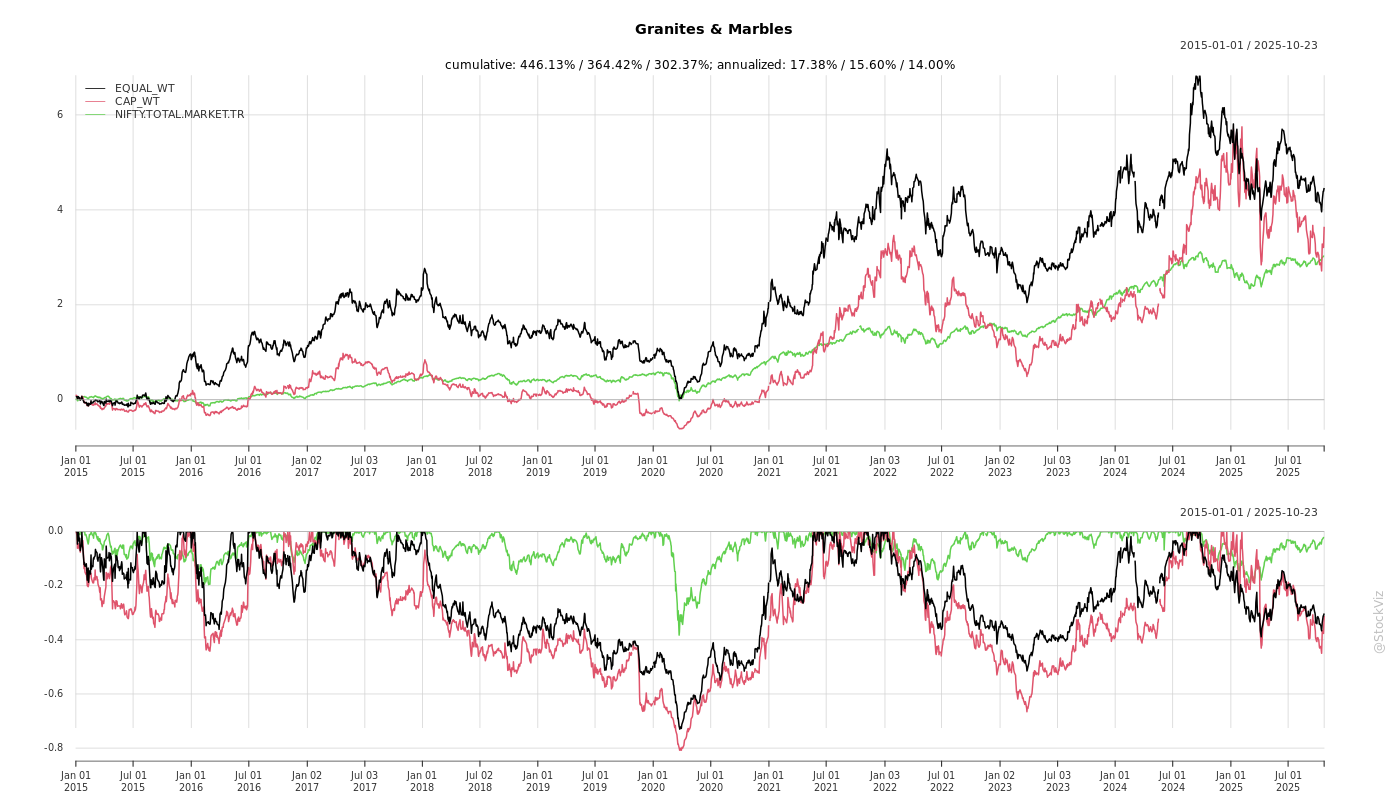 Granites & Marbles
2015-01-01 / 2025-10-23
cumulative: 446.13% / 364.42% / 302.37%; annualized: 17.38% / 15.60% / 14.00%
EQUAL_WT
CAP_WT
NIFTY.TOTAL.MARKET.TR
6
4
2
0
Jan 01 Jul 01 Jan 01 Jul 01 Jan 02 Jul 03 Jan 01 Jul 02 Jan 01 Jul 01 Jan 01 Jul 01 Jan 01 Jul 01 Jan 03 Jul 01 Jan 02 Jul 03 Jan 01 Jul 01 Jan 01 Jul 01
2015 2015 2016 2016 2017 2017 2018 2018 2019 2019 2020 2020 2021 2021 2022 2022 2023 2023 2024 2024 2025 2025
2015-01-01 / 2025-10-23
0.0
-0.2
-0.4
-0.6
-0.8
Jan 01 Jul 01 Jan 01 Jul 01 Jan 02 Jul 03 Jan 01 Jul 02 Jan 01 Jul 01 Jan 01 Jul 01 Jan 01 Jul 01 Jan 03 Jul 01 Jan 02 Jul 03 Jan 01 Jul 01 Jan 01 Jul 01
2015 2015 2016 2016 2017 2017 2018 2018 2019 2019 2020 2020 2021 2021 2022 2022 2023 2023 2024 2024 2025 2025
@StockViz